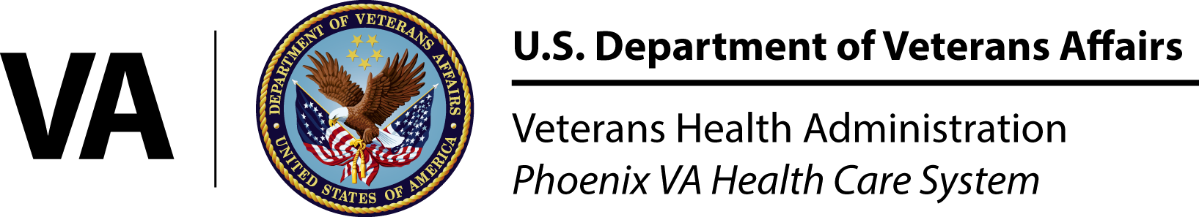 VA
DEPARTMENT OF VETERANS AFFAIRS
UNITED STATES OF AMERICA
U.S. Department of Veterans Affairs
Veterans Health Administration
Phoenix VA Health Care System